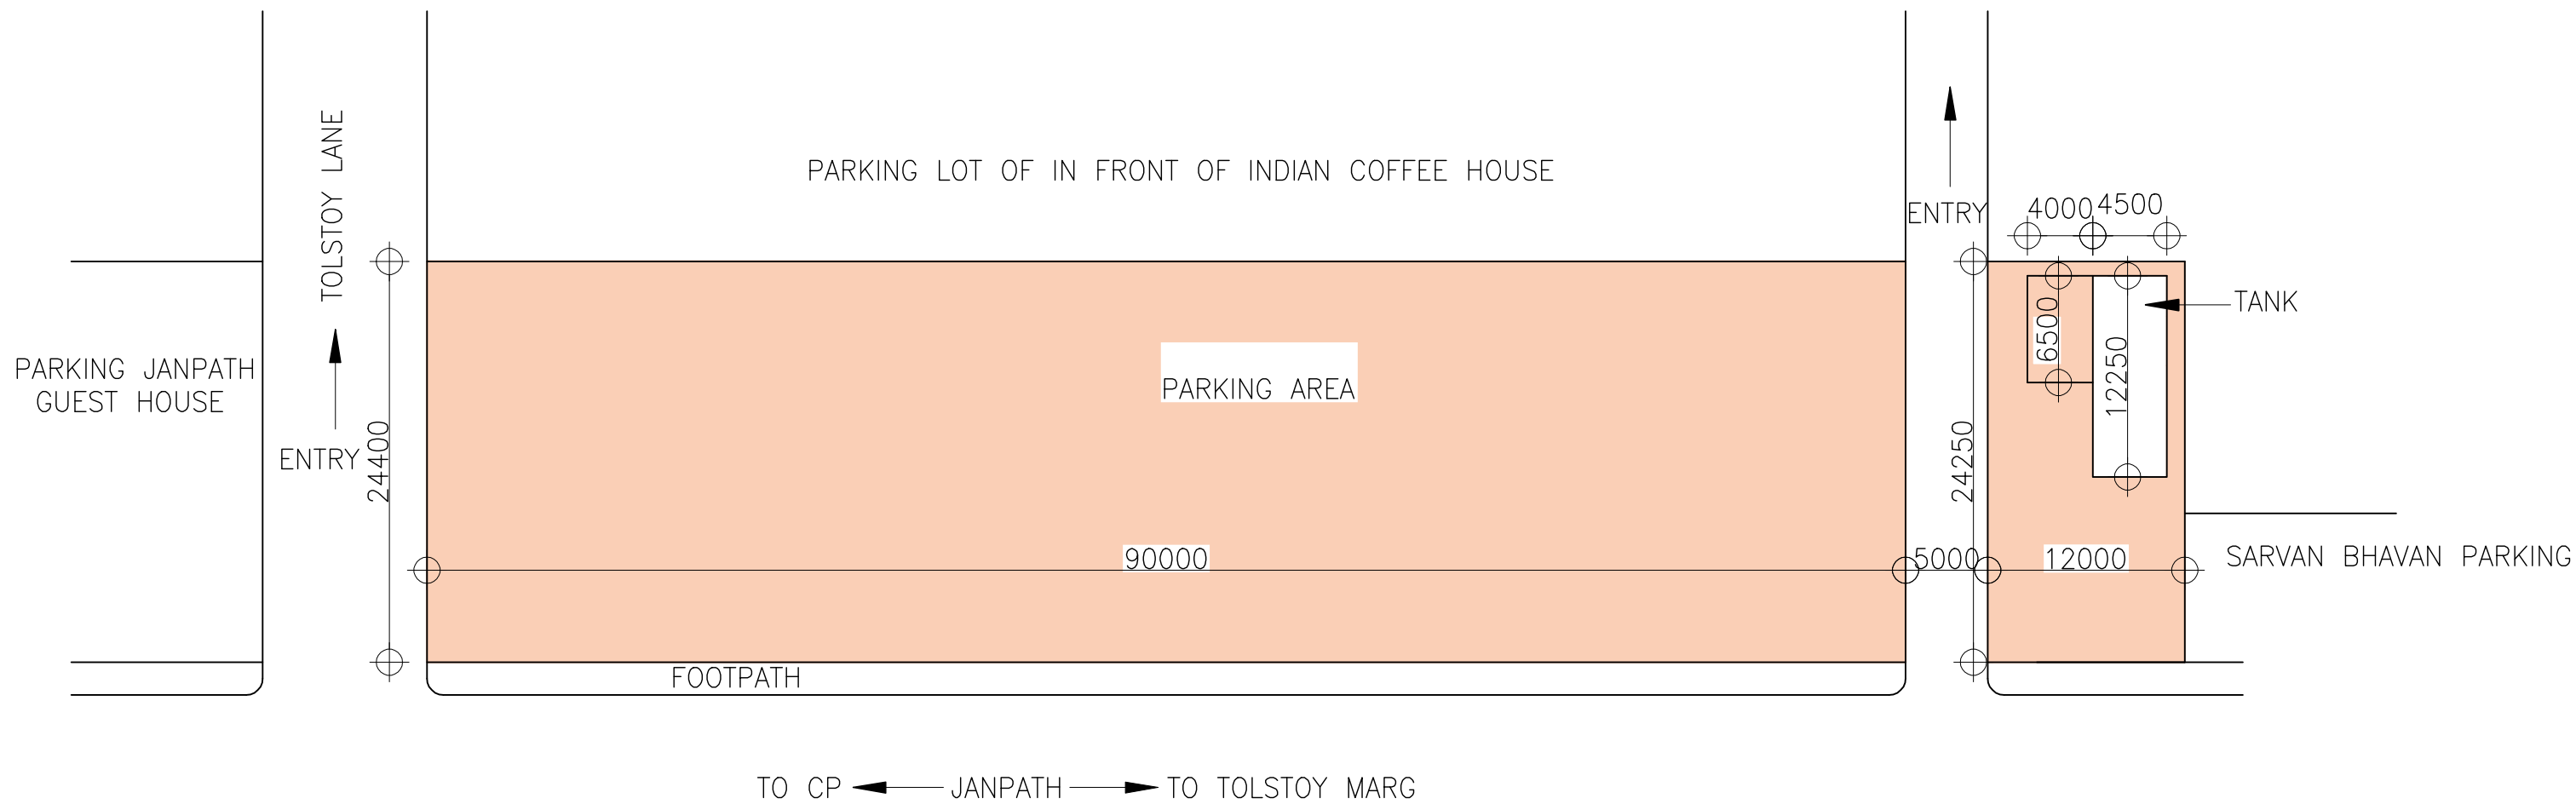 TOLSTOY LANE
PARKING LOT OF IN FRONT OF INDIAN COFFEE HOUSE
ENTRY
4000
4500
TANK
6500
12250
PARKING JANPATH
GUEST HOUSE
PARKING AREA
ENTRY
24400
24250
90000
5000
12000
SARVAN BHAVAN PARKING
FOOTPATH
TO CP
JANPATH
TO TOLSTOY MARG